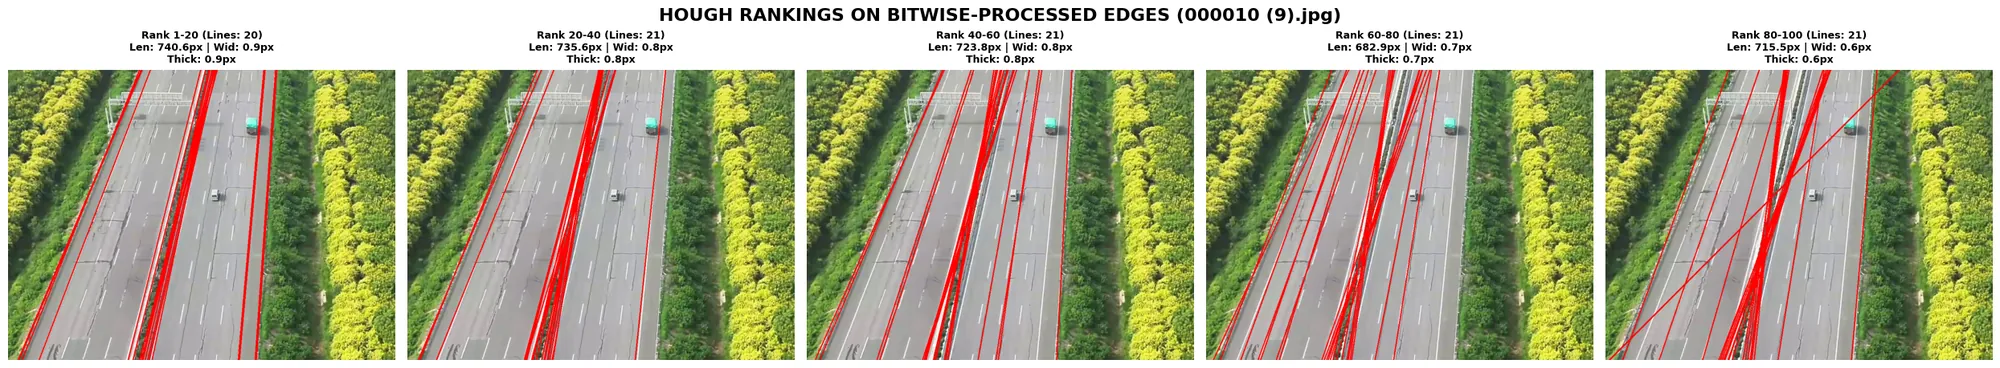 HOUGH RANKINGS ON BITWISE-PROCESSED EDGES (000010 (9).jpg)
Rank 1-20 (Lines: 20)
Len: 740.6px | Wid: 0.9px
Thick: 0.9px
Rank 20-40 (Lines: 21)
Len: 735.6px | Wid: 0.8px
Thick: 0.8px
Rank 40-60 (Lines: 21)
Len: 723.8px | Wid: 0.8px
Thick: 0.8px
Rank 60-80 (Lines: 21)
Len: 682.9px | Wid: 0.7px
Thick: 0.7px
Rank 80-100 (Lines: 21)
Len: 715.5px | Wid: 0.6px
Thick: 0.6px